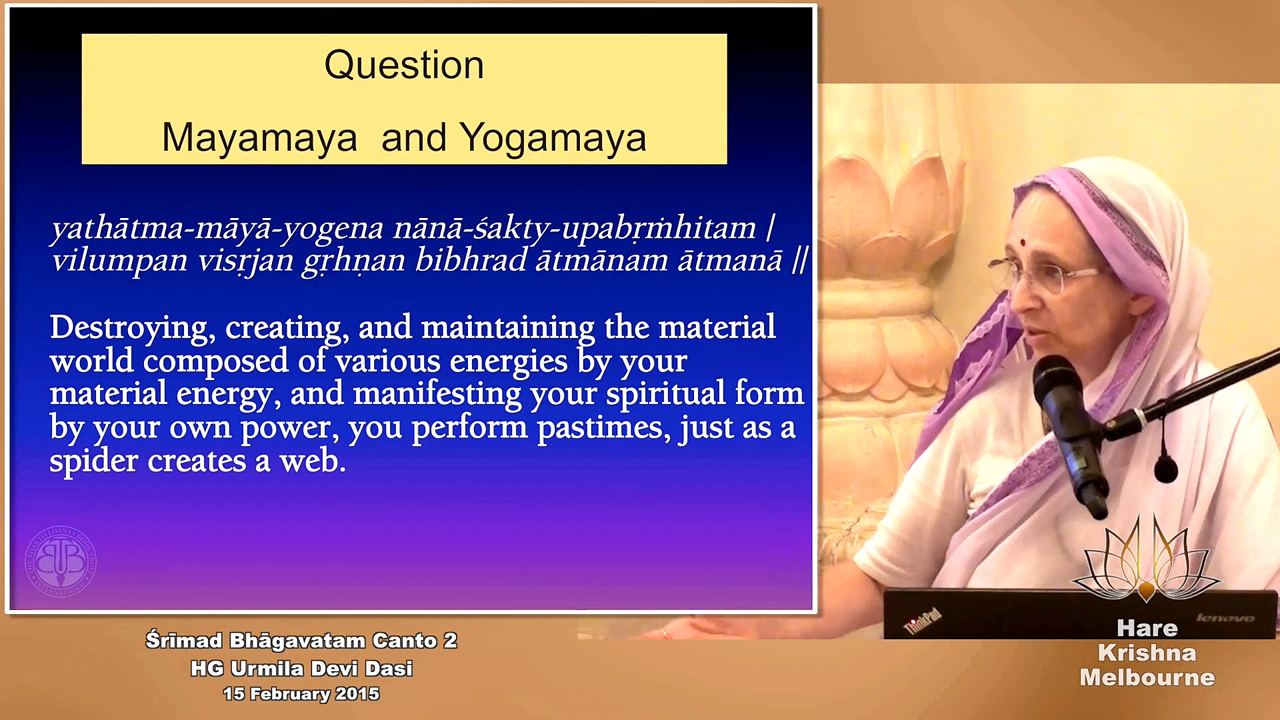 Question
Mayamaya and Yogamaya
yathātma-māyā-yogena nānā-śakty-upabṛṁhitam |
vilumpan visṛjan gṛhṇan bibhrad ātmānam ātmanā ||
Destroying, creating, and maintaining the material
world composed of various energies by your
material energy, and manifesting your spiritual form
by your own power, you perform pastimes, just as a
spider creates a web.
Śrīmad Bhāgavatam Canto 2
HG Urmila Devi Dasi
15 February 2015
ThinkPad
lenovo
Hare
Krishna
Melbourne